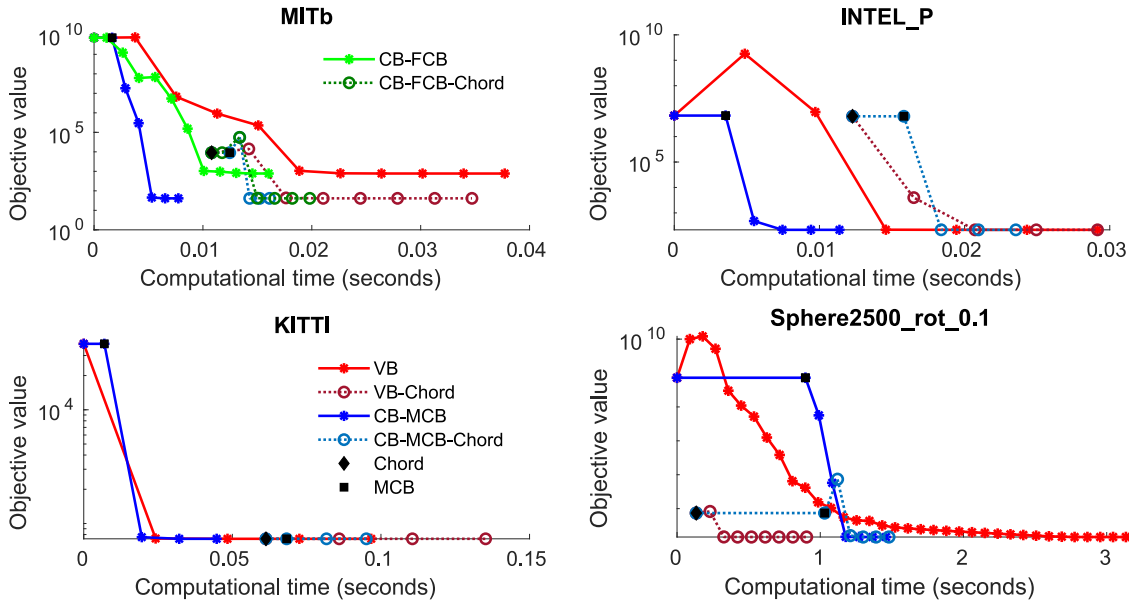 MITb
10^10
10^5
10^0
Objective value
CB-FCB
CB-FCB-Chord
0
0.01
0.02
0.03
0.04
Computational time (seconds)
INTEL_P
10^10
10^5
Objective value
0
0.01
0.02
0.03
Computational time (seconds)
KITTI
10^4
Objective value
VB
VB-Chord
CB-MCB
CB-MCB-Chord
Chord
MCB
0
0.05
0.1
0.15
Computational time (seconds)
Sphere2500_rot_0.1
10^10
Objective value
0
1
2
3
Computational time (seconds)